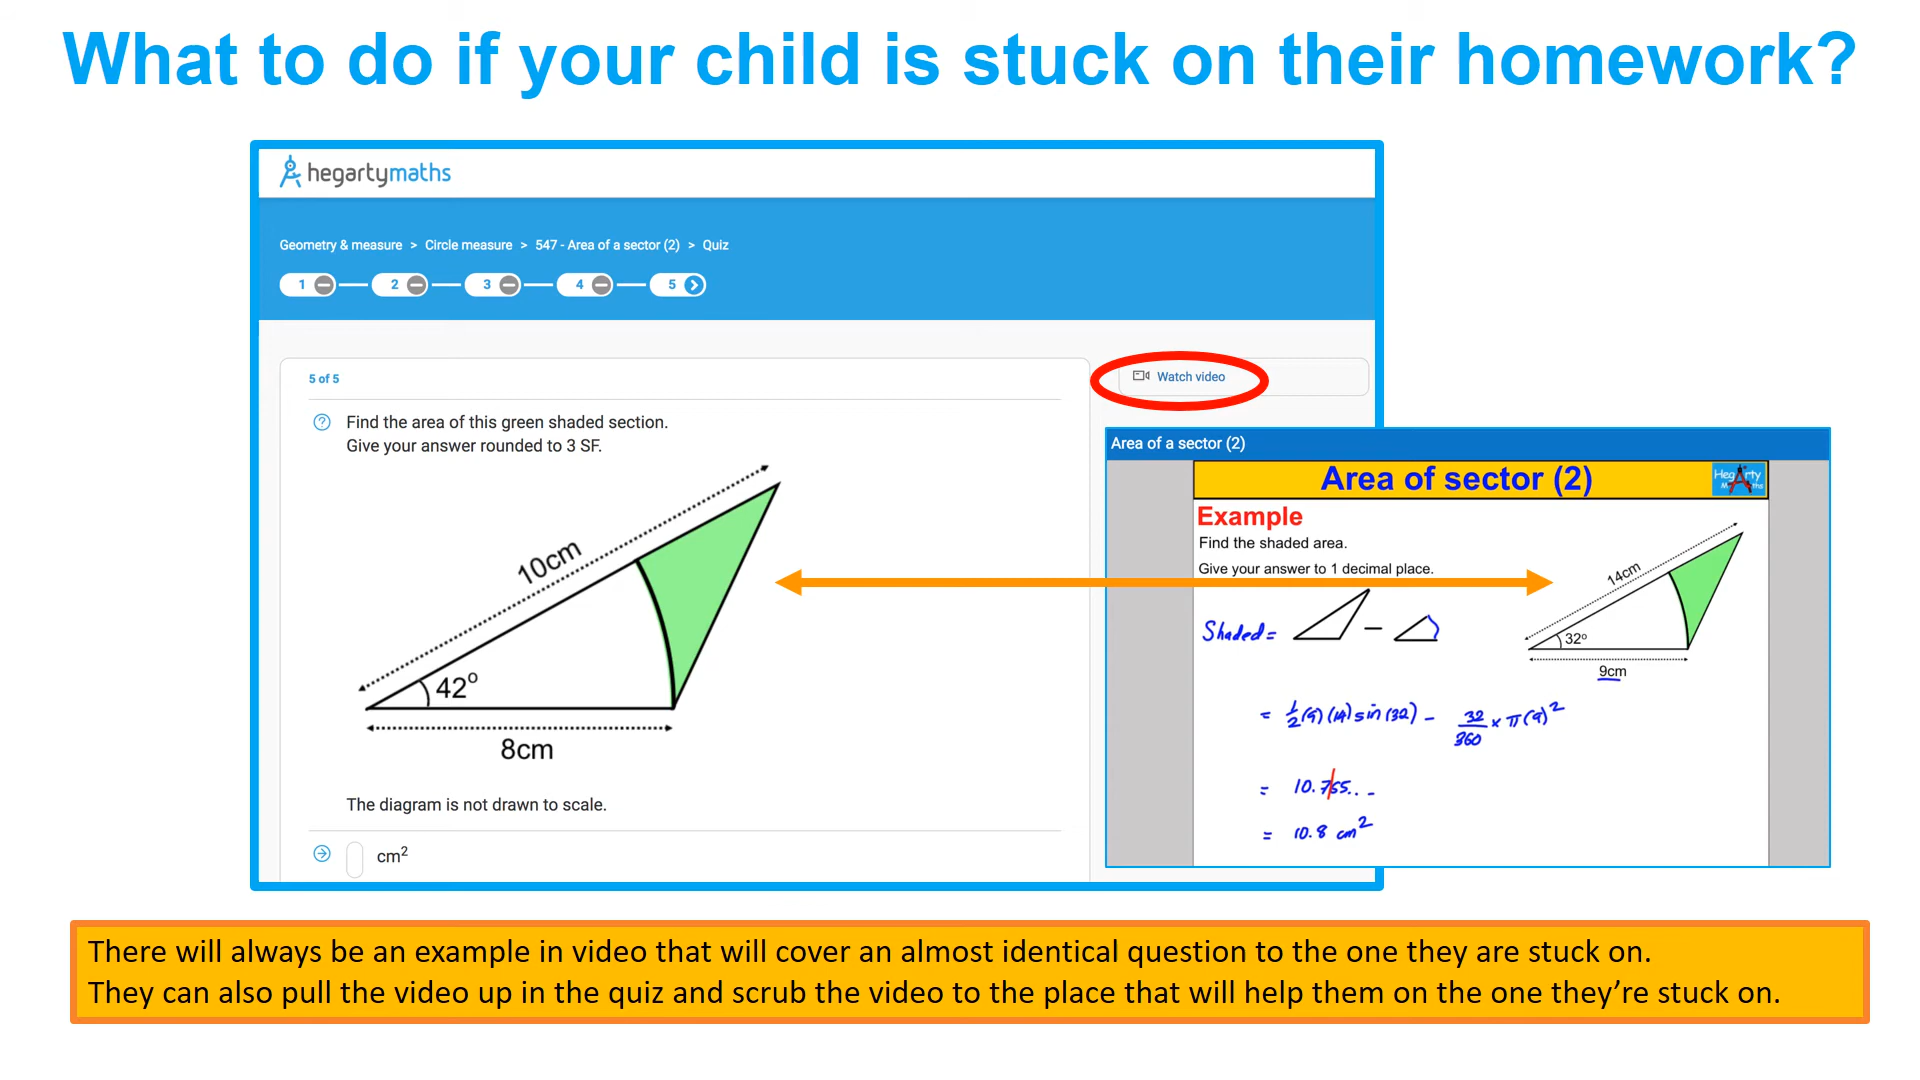 What to do if your child is stuck on their homework?
hegartymaths
Geometry & measure > Circle measure > 547 - Area of a sector (2) > Quiz
1 2 3 4 5
5 of 5
Watch video
Find the area of this green shaded section.
Give your answer rounded to 3 SF.
10cm
42°
8cm
The diagram is not drawn to scale.
cm²
Area of a sector (2)
Area of sector (2)
Hegarty
Maths
Example
Find the shaded area.
Give your answer to 1 decimal place.
14cm
32°
9cm
Shaded = −
= ½(9)(14)sin(32) − 32/360 × π(9)²
= 10.755...
= 10.8 cm²
There will always be an example in video that will cover an almost identical question to the one they are stuck on.
They can also pull the video up in the quiz and scrub the video to the place that will help them on the one they’re stuck on.